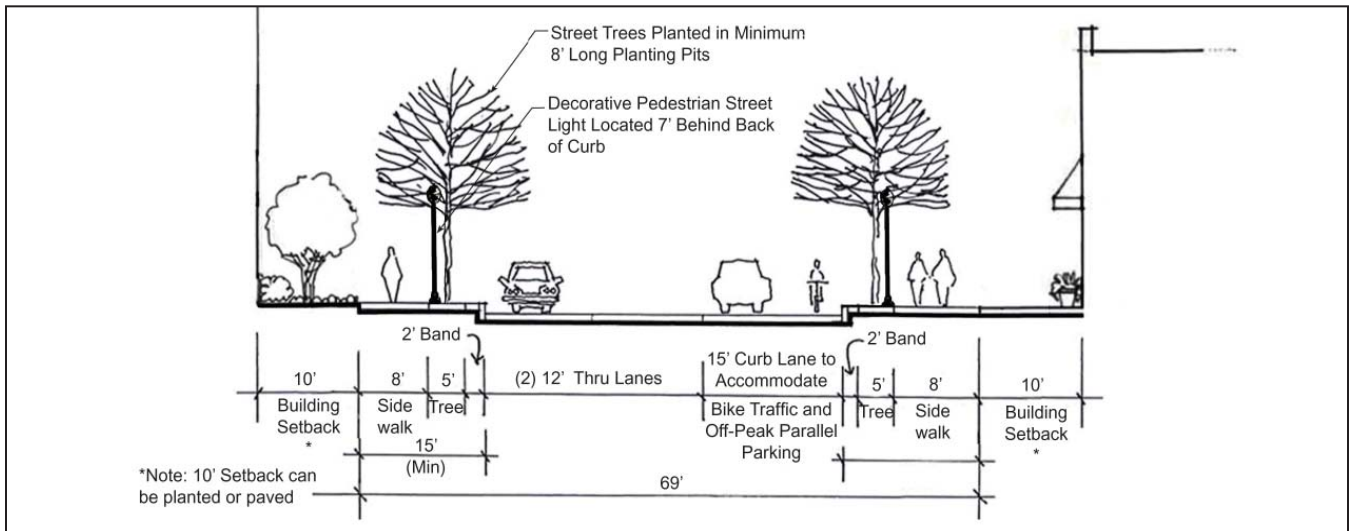 Street Trees Planted in Minimum
8’ Long Planting Pits
Decorative Pedestrian Street
Light Located 7’ Behind Back
of Curb
2’ Band
2’ Band
10’
8’
5’
(2) 12’ Thru Lanes
15’ Curb Lane to
Accommodate
5’
8’
10’
Building
Setback
*
Side
walk
Tree
Bike Traffic and
Off-Peak Parallel
Parking
Tree
Side
walk
Building
Setback
*
15’
(Min)
*Note: 10’ Setback can
be planted or paved
69’